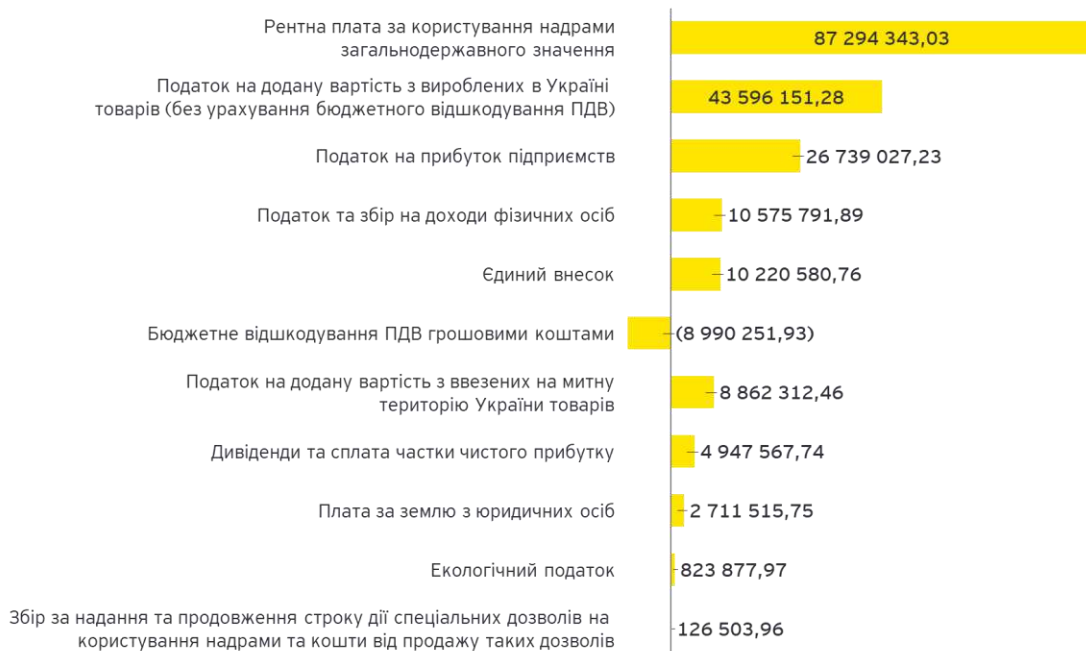 Рентна плата за користування надрами
загальнодержавного значення
87 294 343,03
Податок на додану вартість з вироблених в Україні
товарів (без урахування бюджетного відшкодування ПДВ)
43 596 151,28
Податок на прибуток підприємств
26 739 027,23
Податок та збір на доходи фізичних осіб
10 575 791,89
Єдиний внесок
10 220 580,76
Бюджетне відшкодування ПДВ грошовими коштами
(8 990 251,93)
Податок на додану вартість з ввезених на митну
територію України товарів
8 862 312,46
Дивіденди та сплата частки чистого прибутку
4 947 567,74
Плата за землю з юридичних осіб
2 711 515,75
Екологічний податок
823 877,97
Збір за надання та продовження строку дії спеціальних дозволів на
користування надрами та кошти від продажу таких дозволів
126 503,96